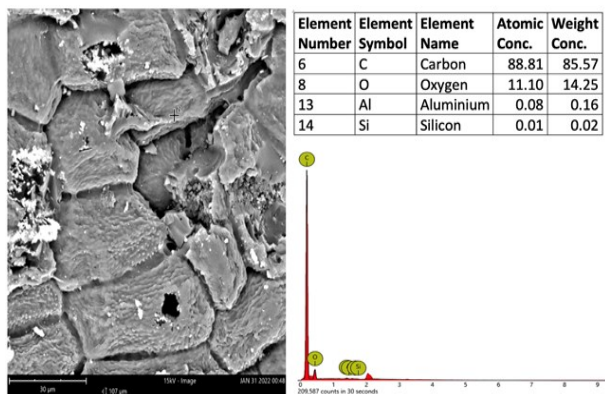 Element Element Element Atomic Weight
Number Symbol Name Conc. Conc.
6 C Carbon 88.81 85.57
8 O Oxygen 11.10 14.25
13 Al Aluminium 0.08 0.16
14 Si Silicon 0.01 0.02
C
O
Si
0 1 2 3 4 5 6 7 8 9
209,587 counts in 30 seconds
30 µm 107 µm 15kV - Image JAN 31 2022 00:48